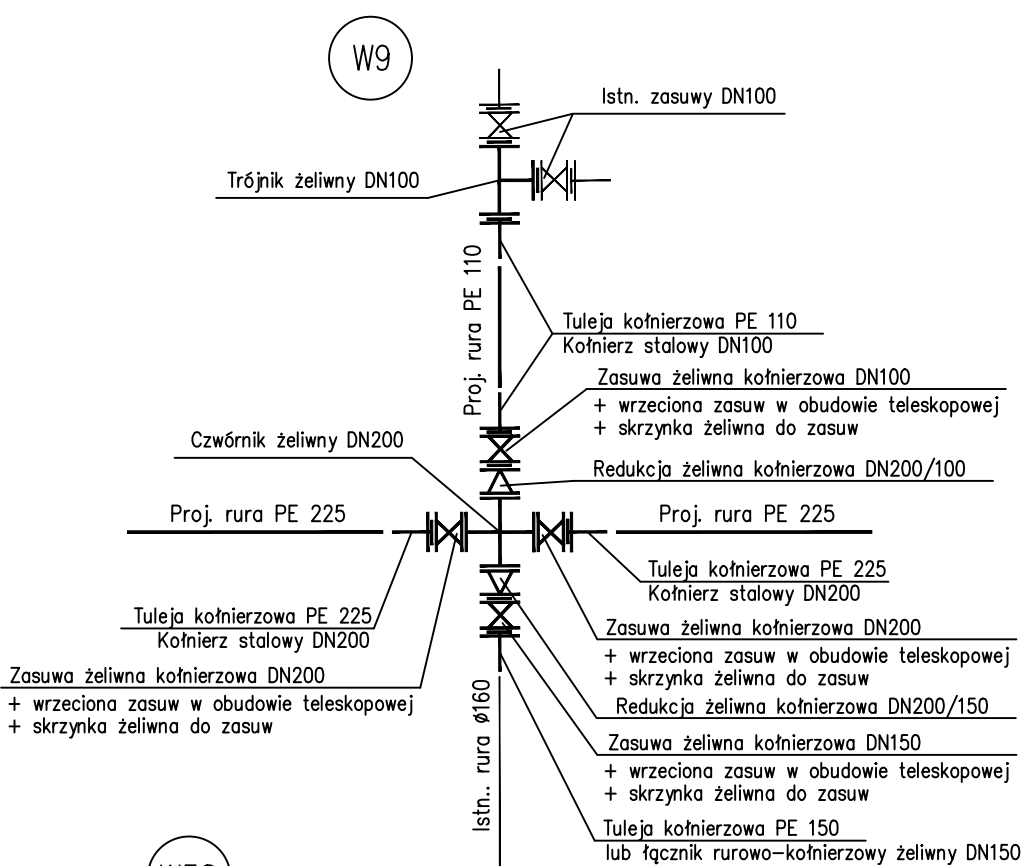 W9
Istn. zasuwy DN100
Trójnik żeliwny DN100
Proj. rura PE 110
Tuleja kołnierzowa PE 110
Kołnierz stalowy DN100
Zasuwa żeliwna kołnierzowa DN100
+ wrzeciona zasuw w obudowie teleskopowej
+ skrzynka żeliwna do zasuw
Czwórnik żeliwny DN200
Redukcja żeliwna kołnierzowa DN200/100
Proj. rura PE 225
Proj. rura PE 225
Tuleja kołnierzowa PE 225
Kołnierz stalowy DN200
Tuleja kołnierzowa PE 225
Kołnierz stalowy DN200
Zasuwa żeliwna kołnierzowa DN200
+ wrzeciona zasuw w obudowie teleskopowej
+ skrzynka żeliwna do zasuw
Zasuwa żeliwna kołnierzowa DN200
+ wrzeciona zasuw w obudowie teleskopowej
+ skrzynka żeliwna do zasuw
Redukcja żeliwna kołnierzowa DN200/150
Istn.. rura ø160
Zasuwa żeliwna kołnierzowa DN150
+ wrzeciona zasuw w obudowie teleskopowej
+ skrzynka żeliwna do zasuw
Tuleja kołnierzowa PE 150
lub łącznik rurowo-kołnierzowy żeliwny DN150